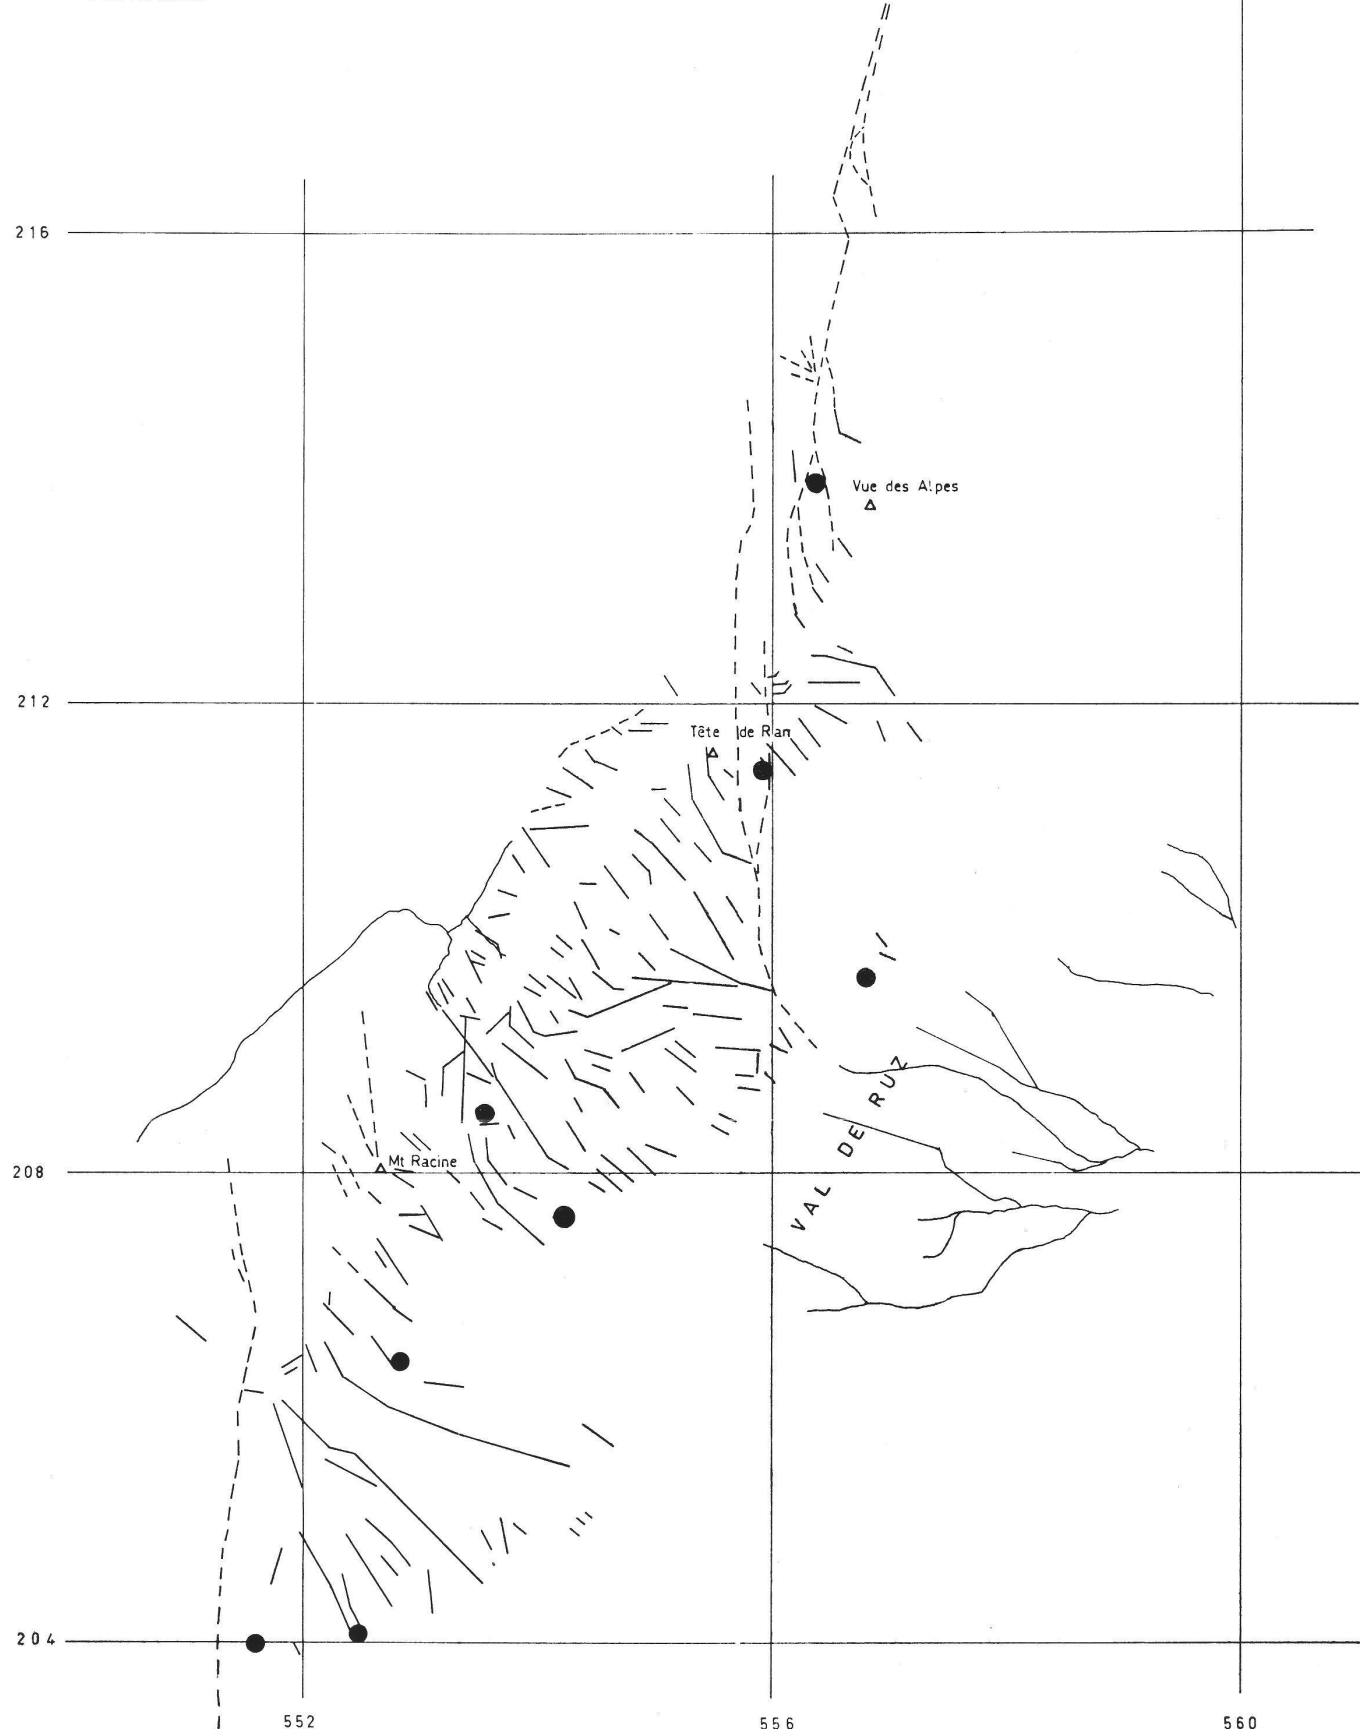 216
Vue des Alpes
212
Tête de Ran
VAL DE RUZ
Mt Racine
208
204
552
556
560